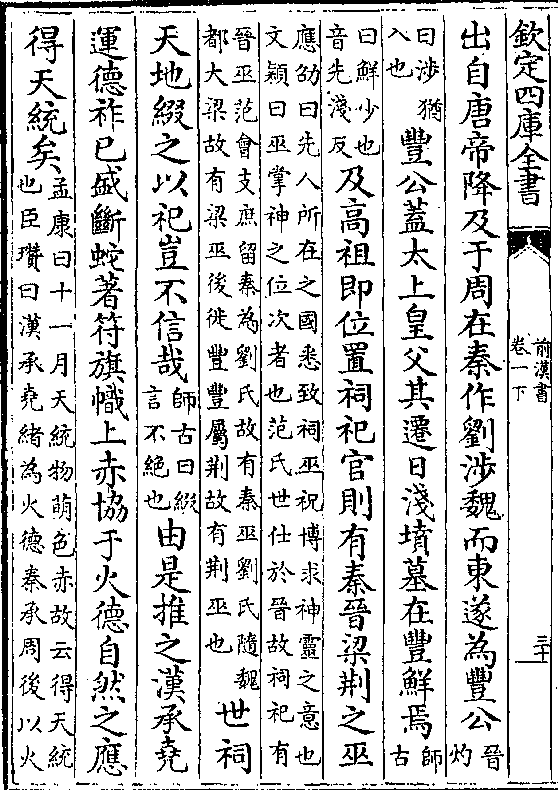 欽定四庫全書
前漢書
卷一下
三十
出自唐帝降及于周在秦作劉涉魏而東遂為豐公
晉灼
曰涉猶
入也
豐公蓋太上皇父其遷日淺墳墓在豐鮮焉
師古
曰鮮少也
音先淺反
及高祖即位置祠祀官則有秦晉梁荆之巫
應劭曰先人所在之國悉致祠巫祝博求神靈之意也
文穎曰巫掌神之位次者也范氏世仕於晉故祠祀有
晉巫范會支庶留秦為劉氏故有秦巫劉氏隨魏
都大梁故有梁巫後徙豐豐屬荆故有荆巫也
世祠
天地綴之以祀豈不信哉
師古曰綴
言不絶也
由是推之漢承堯
運德祚已盛斷蛇著符旗幟上赤協于火德自然之應
得天統矣
孟康曰十一月天統物萌色赤故云得天統
也臣瓚曰漢承堯緒為火德秦承周後以火